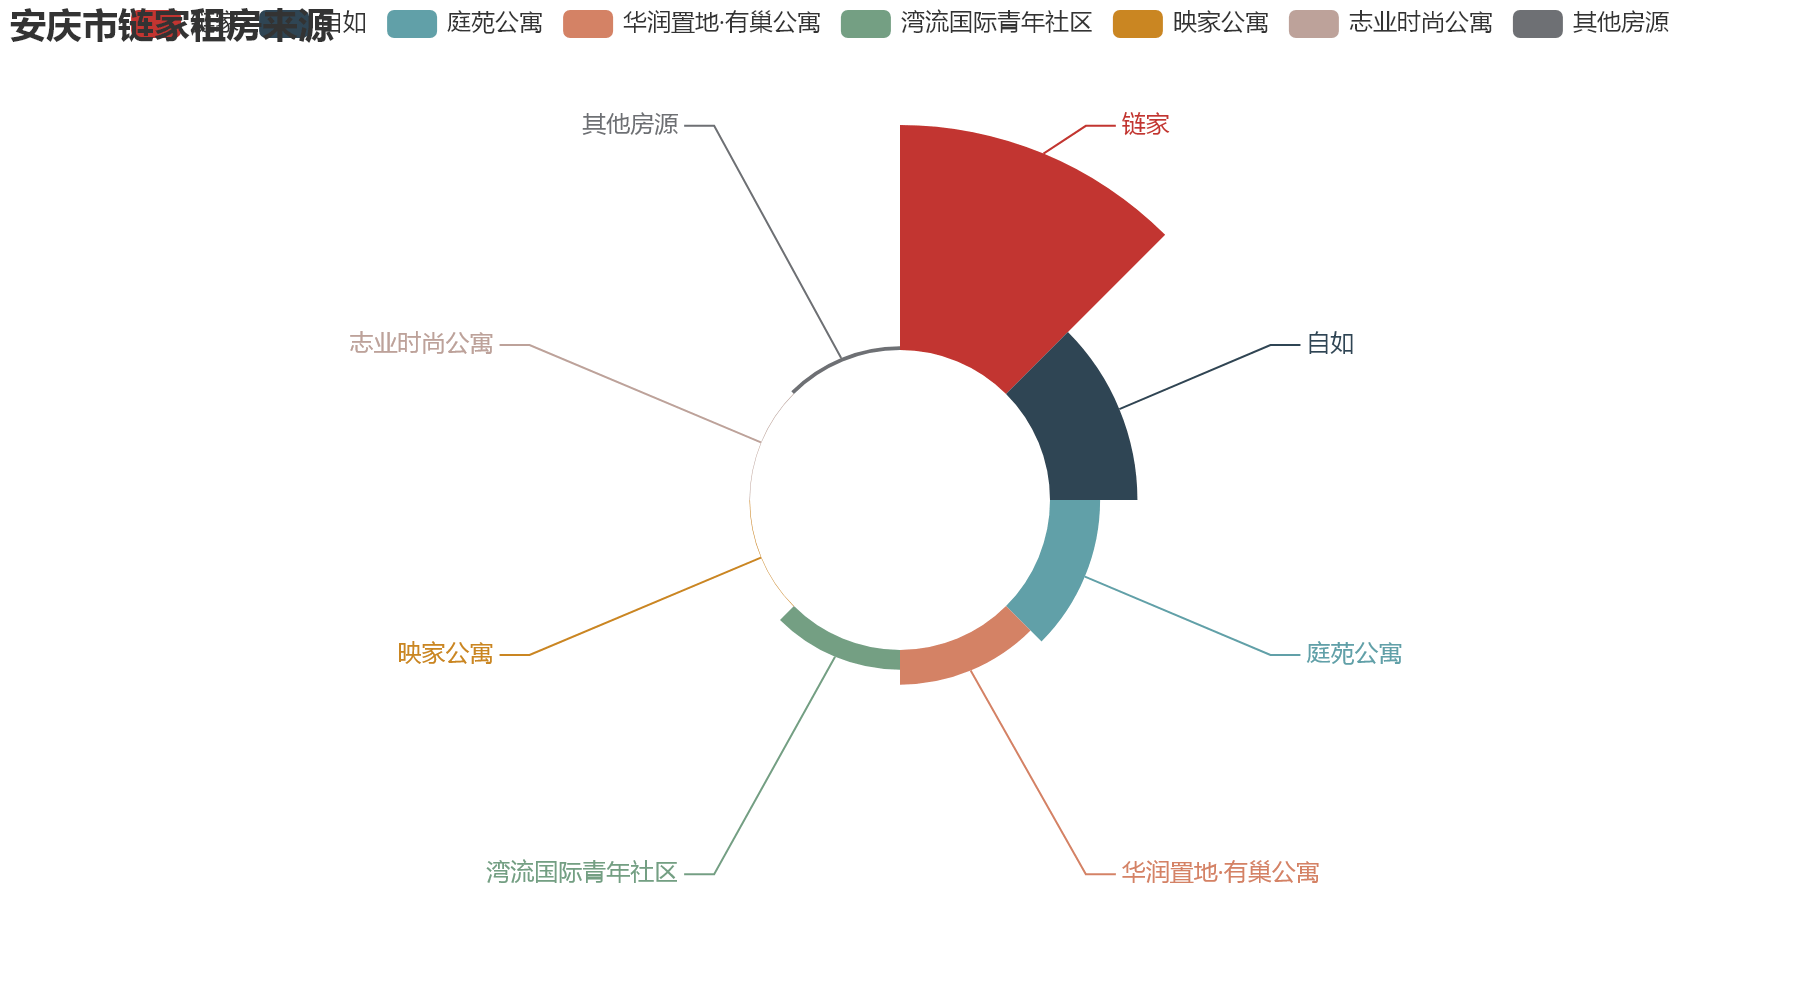 安庆市链家租房来源
自如
庭苑公寓
华润置地·有巢公寓
湾流国际青年社区
映家公寓
志业时尚公寓
其他房源
其他房源
链家
志业时尚公寓
自如
映家公寓
庭苑公寓
湾流国际青年社区
华润置地·有巢公寓